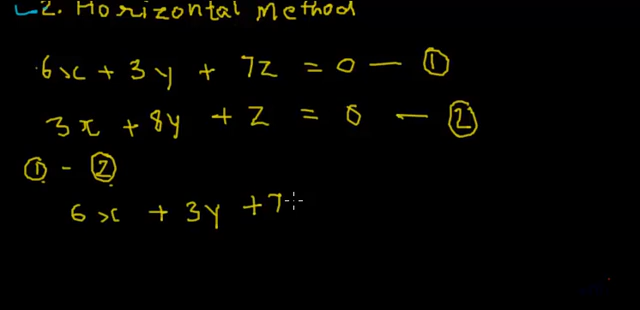 2. Horizontal Method
6x + 3y + 7z = 0 — ①
3x + 8y + z = 0 — ②
① - ②
6x + 3y + 7